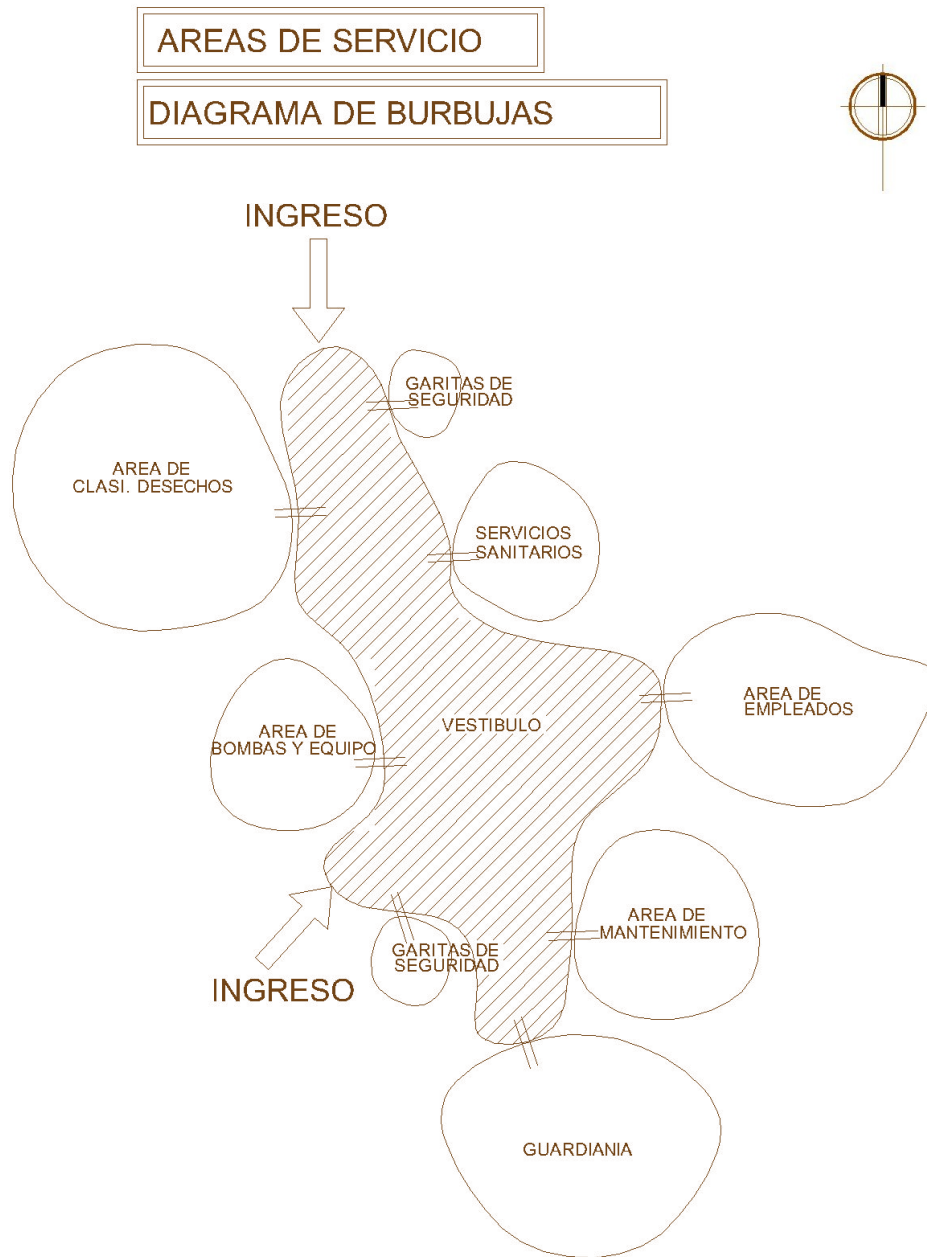 AREAS DE SERVICIO
DIAGRAMA DE BURBUJAS
INGRESO
GARITAS DE
SEGURIDAD
AREA DE
CLASI. DESECHOS
SERVICIOS
SANITARIOS
AREA DE
EMPLEADOS
VESTIBULO
AREA DE
BOMBAS Y EQUIPO
AREA DE
MANTENIMIENTO
GARITAS DE
SEGURIDAD
INGRESO
GUARDIANIA